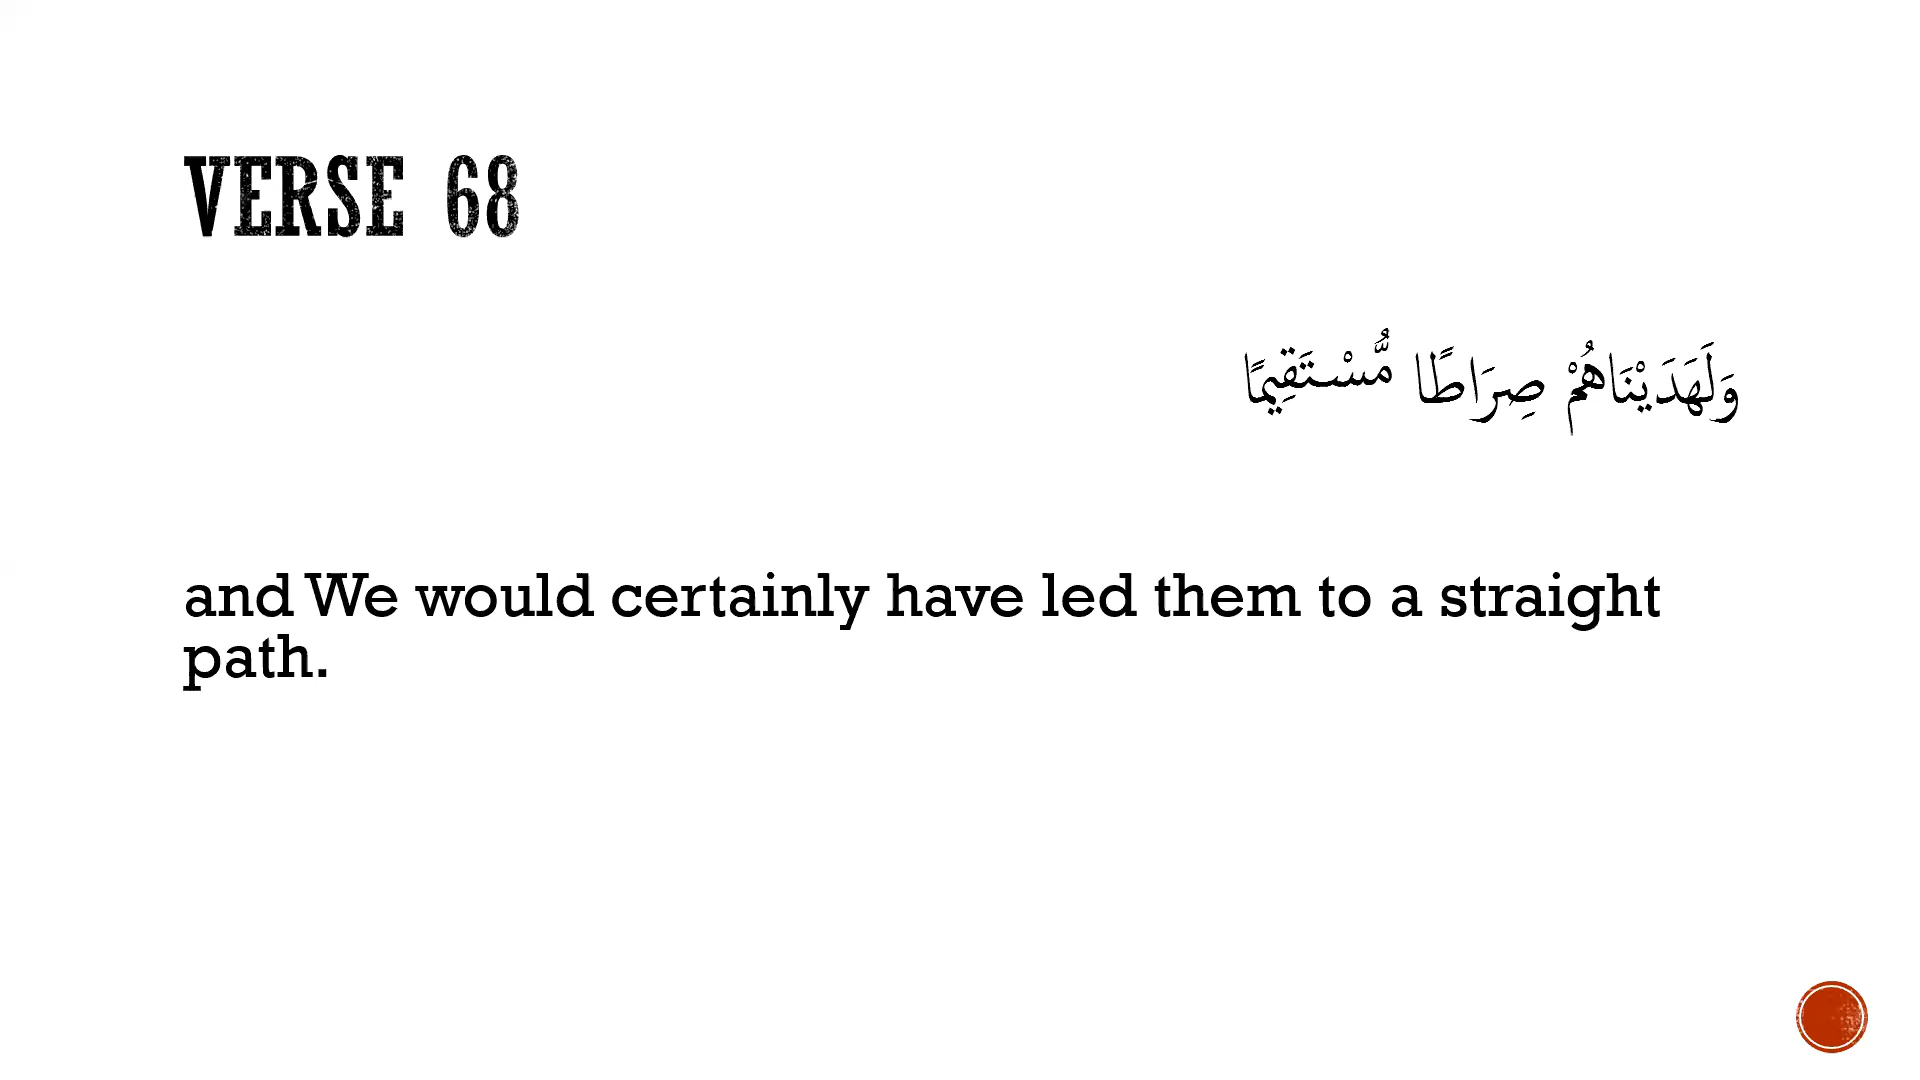 VERSE 68
وَلَهَدَيْنَاهُمْ صِرَاطًا مُّسْتَقِيمًا
and We would certainly have led them to a straight
path.